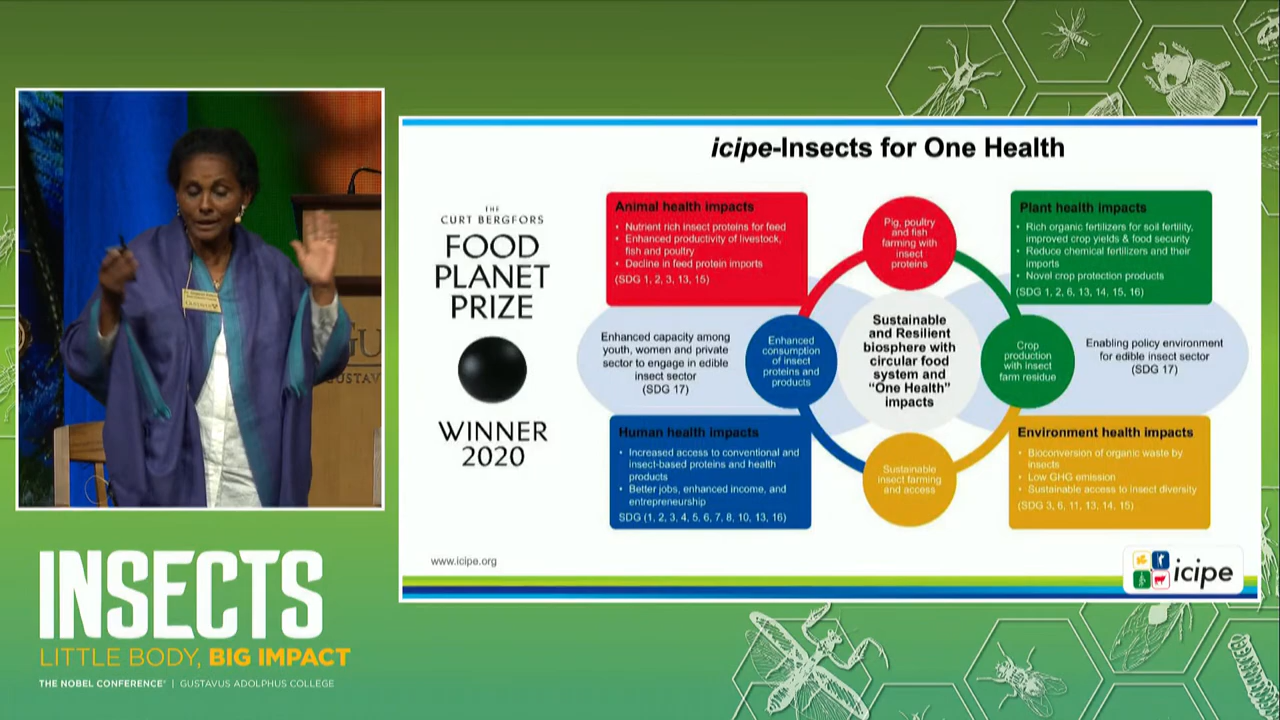 icipe-Insects for One Health
THE
CURT BERGFORS
FOOD
PLANET
PRIZE
WINNER
2020
Animal health impacts
• Nutrient rich insect proteins for feed
• Enhanced productivity of livestock,
fish and poultry
• Decline in feed protein imports
(SDG 1, 2, 3, 13, 15)
Pig, poultry
and fish
farming with
insect
proteins
Plant health impacts
• Rich organic fertilizers for soil fertility,
improved crop yields & food security
• Reduce chemical fertilizers and their
imports
• Novel crop protection products
(SDG 1, 2, 6, 13, 14, 15, 16)
Enhanced capacity among
youth, women and private
sector to engage in edible
insect sector
(SDG 17)
Enhanced
consumption
of insect
proteins and
products
Sustainable
and Resilient
biosphere with
circular food
system and
“One Health”
impacts
Crop
production
with insect
farm residue
Enabling policy environment
for edible insect sector
(SDG 17)
Human health impacts
• Increased access to conventional and
insect-based proteins and health
products
• Better jobs, enhanced income, and
entrepreneurship
SDG (1, 2, 3, 4, 5, 6, 7, 8, 10, 13, 16)
Sustainable
insect farming
and access
Environment health impacts
• Bioconversion of organic waste by
insects
• Low GHG emission
• Sustainable access to insect diversity
(SDG 3, 6, 11, 13, 14, 15)
www.icipe.org
icipe
GU
GUSTAV
INSECTS
LITTLE BODY, BIG IMPACT
THE NOBEL CONFERENCE® | GUSTAVUS ADOLPHUS COLLEGE